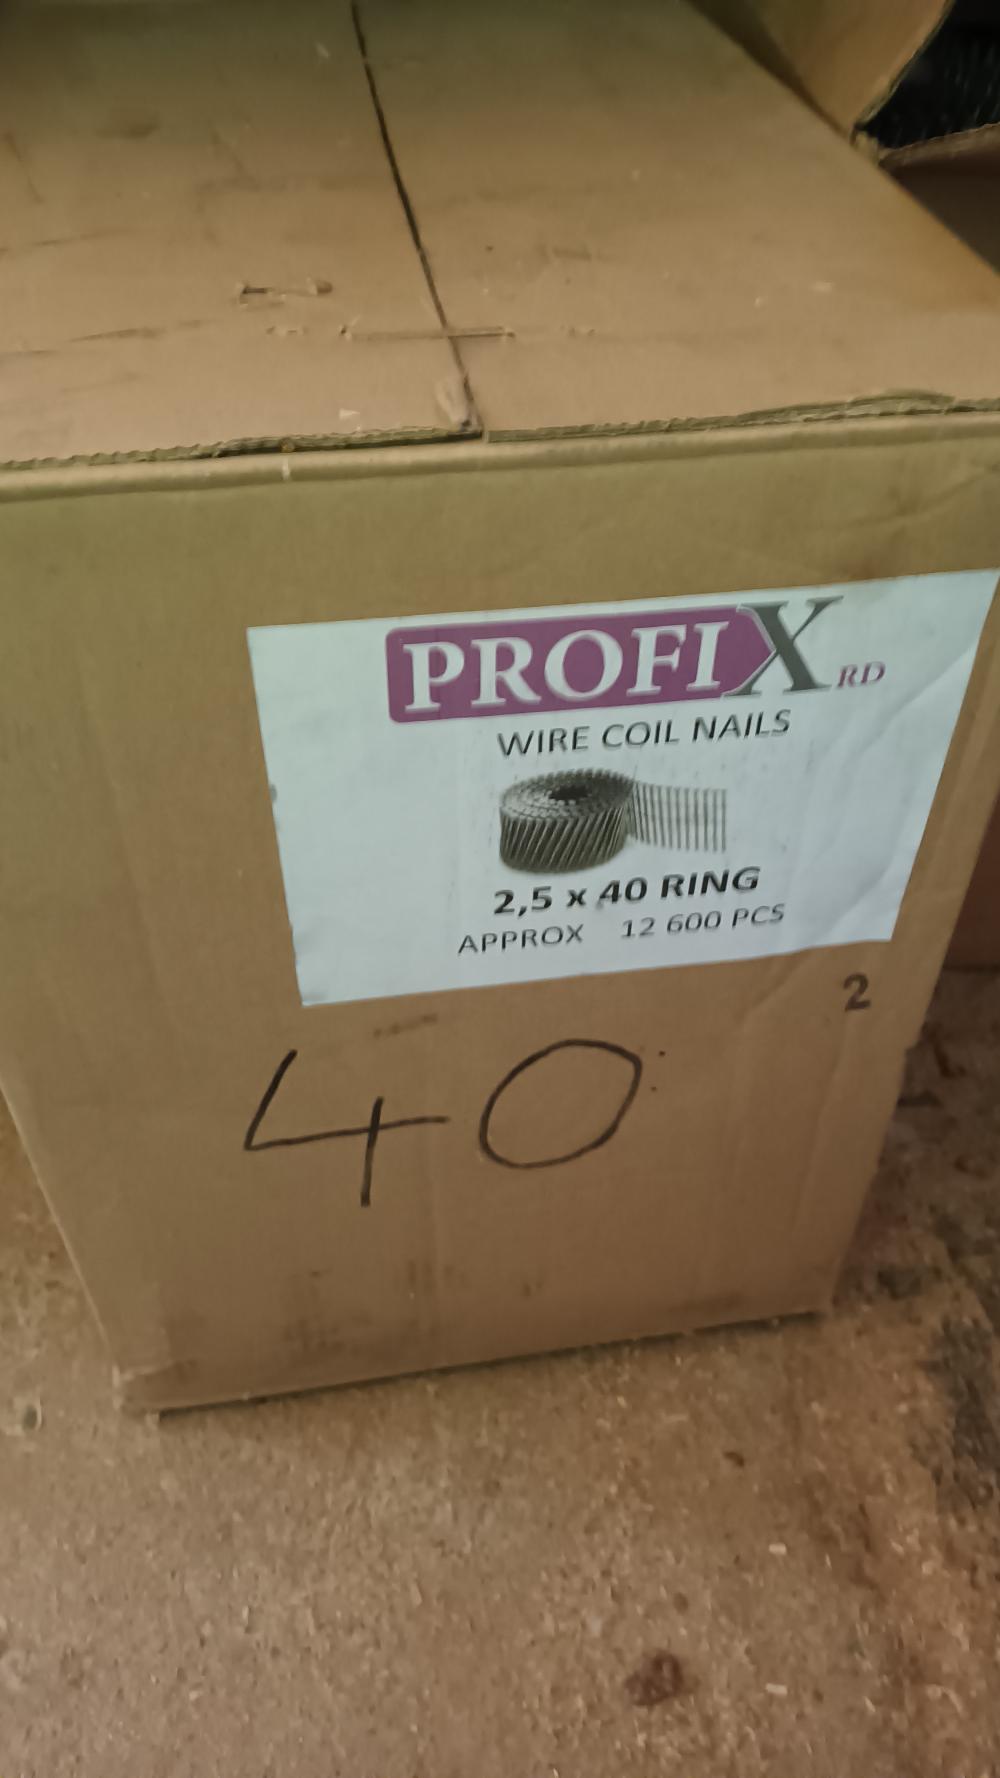 PROFIX RD
WIRE COIL NAILS
2,5 x 40 RING
APPROX 12 600 PCS
2
40